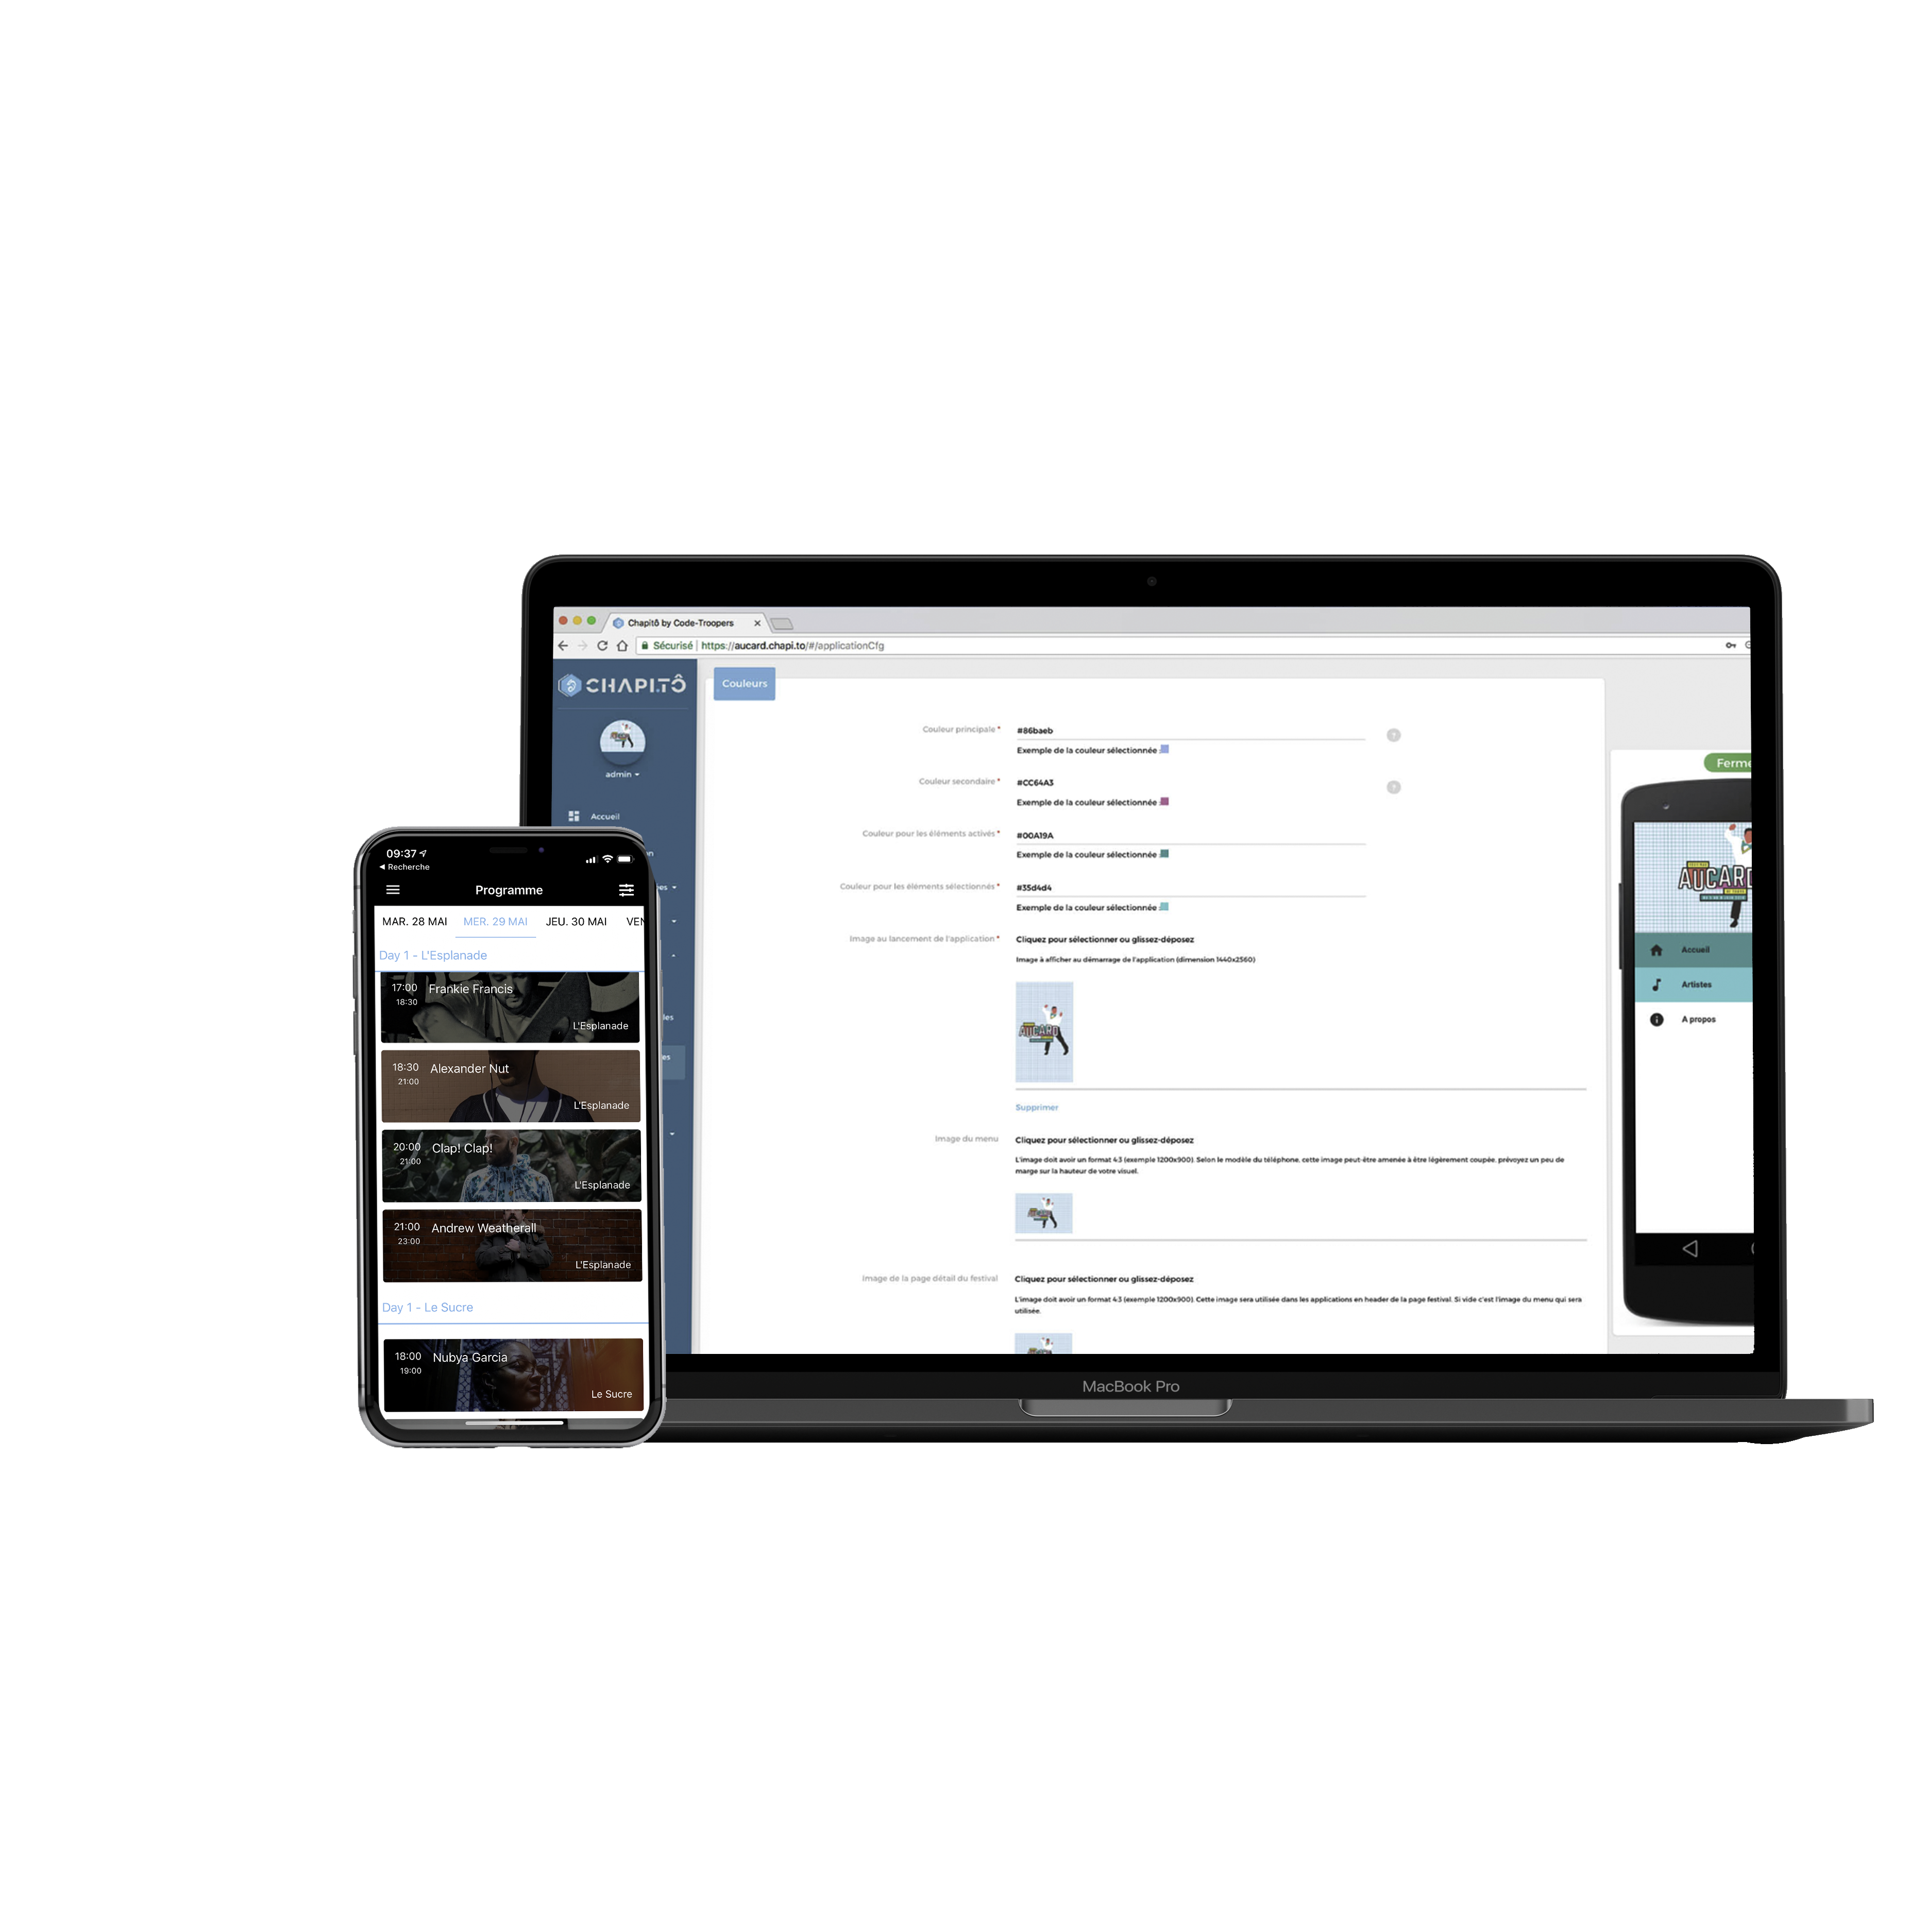 Chapitô by Code-Troopers
Sécurisé | https://aucard.chapi.to/#/applicationCfg
CHAPI.TÔ
admin
Accueil
Couleurs
Couleur principale *
#86baeb
Exemple de la couleur sélectionnée :
Couleur secondaire *
#CC64A3
Exemple de la couleur sélectionnée :
Couleur pour les éléments activés *
#00A19A
Exemple de la couleur sélectionnée :
Couleur pour les éléments sélectionnés *
#35d4d4
Exemple de la couleur sélectionnée :
Image au lancement de l'application *
Cliquez pour sélectionner ou glissez-déposez
Image à afficher au démarrage de l'application (dimension 1440x2560)
AUCARD
Supprimer
Image du menu
Cliquez pour sélectionner ou glissez-déposez
L'image doit avoir un format 4:3 (exemple 1200x900). Selon le modèle du téléphone, cette image peut-être amenée à être légèrement coupée, prévoyez un peu de
marge sur la hauteur de votre visuel.
Image de la page détail du festival
Cliquez pour sélectionner ou glissez-déposez
L'image doit avoir un format 4:3 (exemple 1200x900). Cette image sera utilisée dans les applications en header de la page festival. Si vide c'est l'image du menu qui sera
utilisée.
Ferme
AUCARD
Accueil
Artistes
A propos
MacBook Pro
09:37
Recherche
Programme
MAR. 28 MAI
MER. 29 MAI
JEU. 30 MAI
VEN
Day 1 - L'Esplanade
17:00 Frankie Francis
18:30
L'Esplanade
18:30 Alexander Nut
21:00
L'Esplanade
20:00 Clap! Clap!
21:00
L'Esplanade
21:00 Andrew Weatherall
23:00
L'Esplanade
Day 1 - Le Sucre
18:00 Nubya Garcia
19:00
Le Sucre